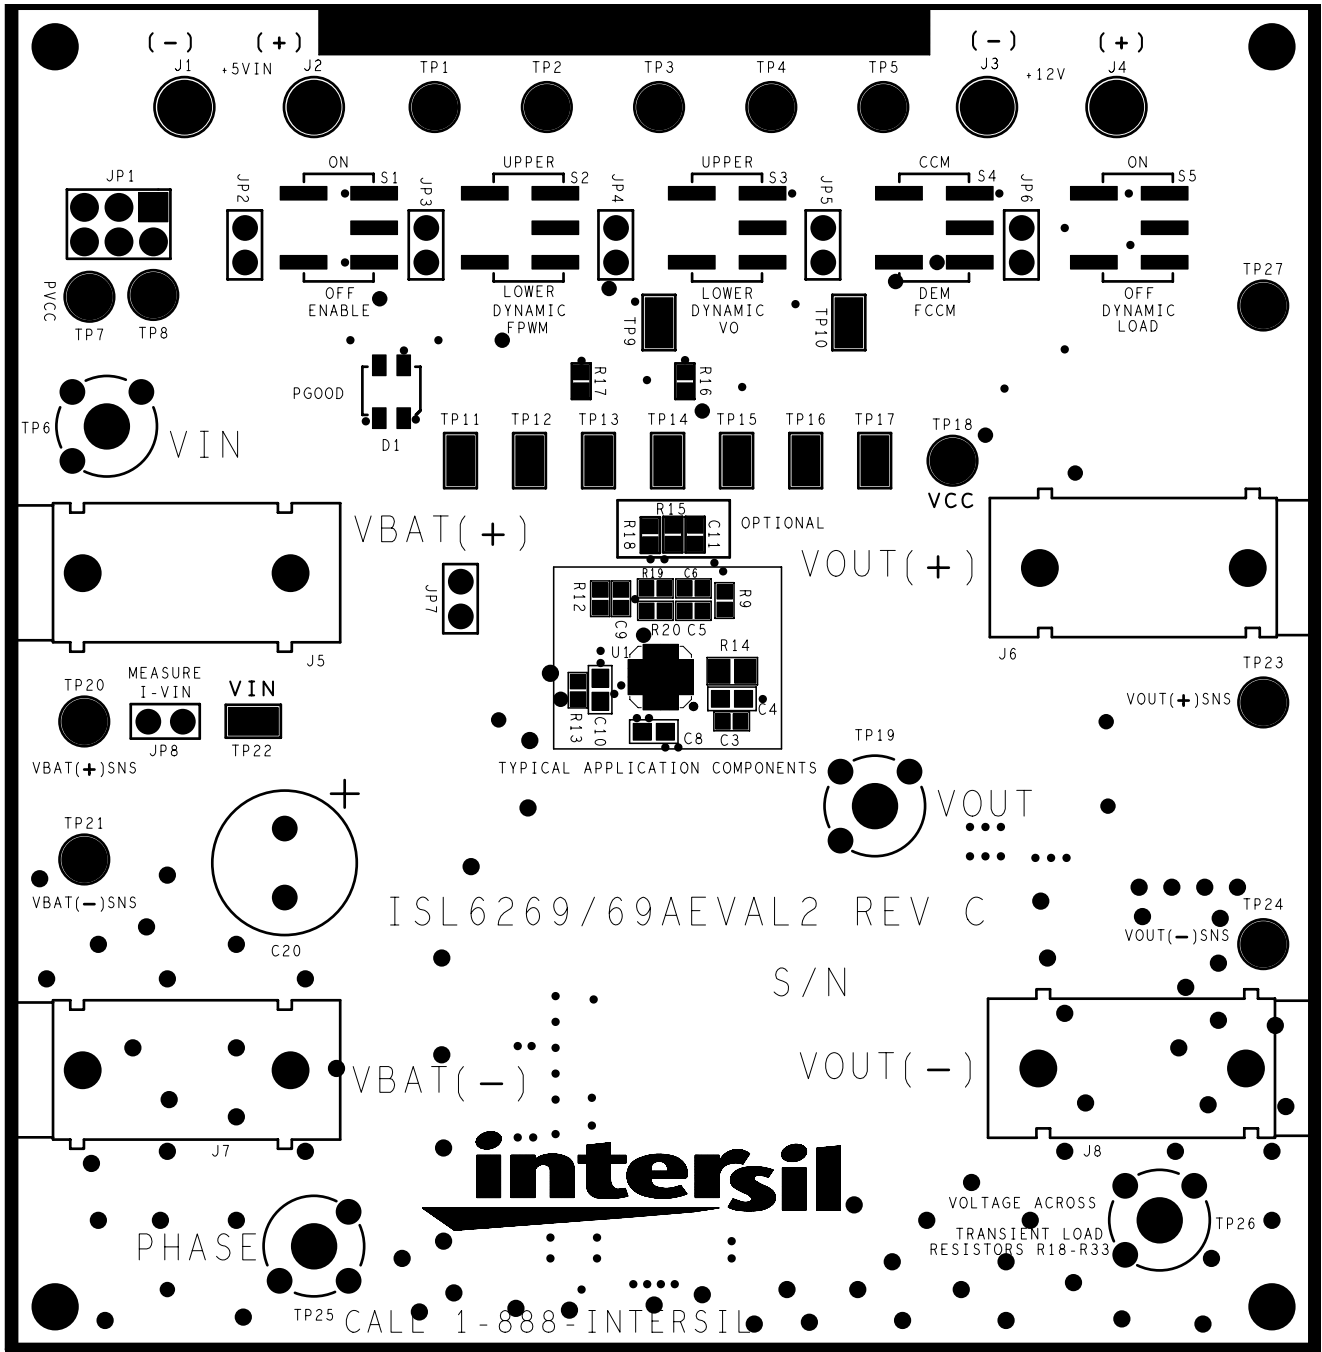 (-) (+) (-) (+)
J1 +5VIN J2 TP1 TP2 TP3 TP4 TP5 J3 +12V J4
ON UPPER UPPER CCM ON
JP1 JP2 S1 JP3 S2 JP4 S3 JP5 S4 JP6 S5
OFF LOWER LOWER DEM OFF
ENABLE DYNAMIC DYNAMIC FCCM DYNAMIC
FPWM VO LOAD
TP27
PVCC
TP7 TP8
TP9 TP10
R17 R16
PGOOD
D1
TP6
VIN
TP11 TP12 TP13 TP14 TP15 TP16 TP17 TP18
VCC
VBAT(+)
R15
R18 C11
OPTIONAL
VOUT(+)
JP7
R12 R19 C6 R9
C9 R20 C5
U1 R14
J5
J6
TP20
MEASURE
I-VIN
VIN
JP8 TP22
VBAT(+)SNS
R13 C10 C8 C3 C4
TP23
VOUT(+)SNS
TYPICAL APPLICATION COMPONENTS
TP19
VOUT
TP21
VBAT(-)SNS
C20
+
ISL6269/69AEVAL2 REV C
TP24
VOUT(-)SNS
S/N
VBAT(-)
VOUT(-)
J7
J8
intersil
PHASE
TP25
VOLTAGE ACROSS
TRANSIENT LOAD
RESISTORS R18-R33
TP26
CALL 1-888-INTERSIL